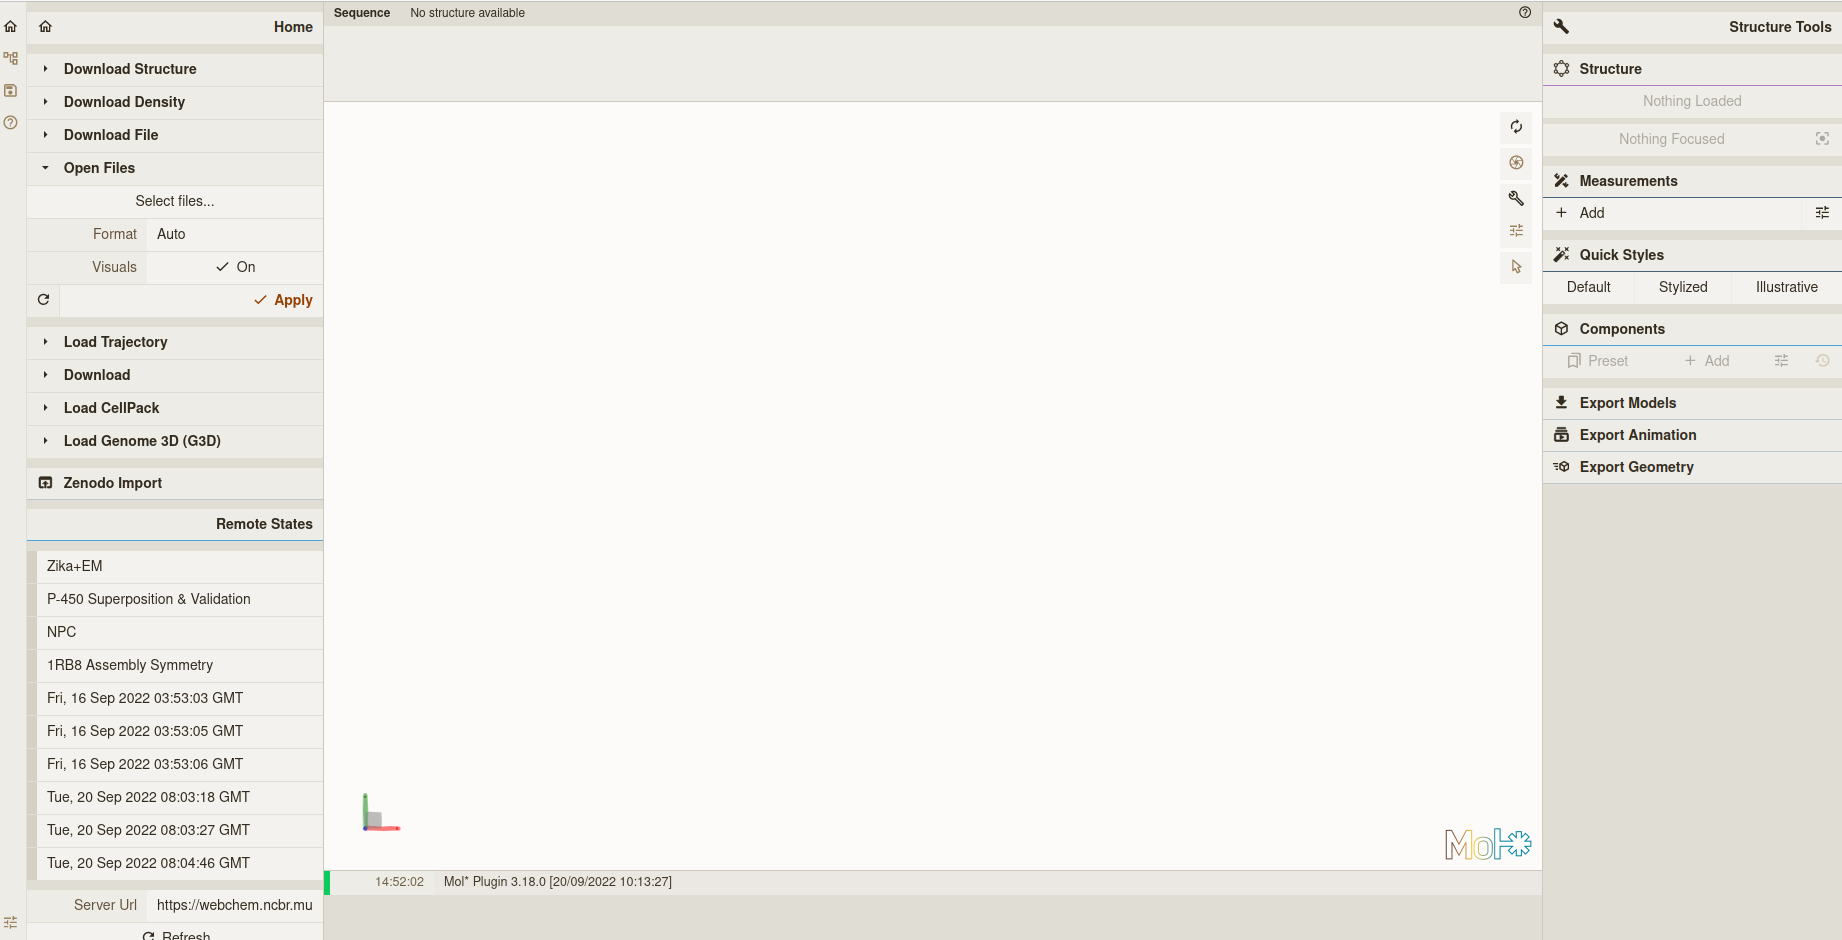 Home
Download Structure
Download Density
Download File
Open Files
Select files...
Format Auto
Visuals On
Apply
Load Trajectory
Download
Load CellPack
Load Genome 3D (G3D)
Zenodo Import
Remote States
Zika+EM
P-450 Superposition & Validation
NPC
1RB8 Assembly Symmetry
Fri, 16 Sep 2022 03:53:03 GMT
Fri, 16 Sep 2022 03:53:05 GMT
Fri, 16 Sep 2022 03:53:06 GMT
Tue, 20 Sep 2022 08:03:18 GMT
Tue, 20 Sep 2022 08:03:27 GMT
Tue, 20 Sep 2022 08:04:46 GMT
Server Url https://webchem.ncbr.mu
Refresh
Sequence No structure available
Mol*
14:52:02 Mol* Plugin 3.18.0 [20/09/2022 10:13:27]
Structure Tools
Structure
Nothing Loaded
Nothing Focused
Measurements
Add
Quick Styles
Default Stylized Illustrative
Components
Preset Add
Export Models
Export Animation
Export Geometry